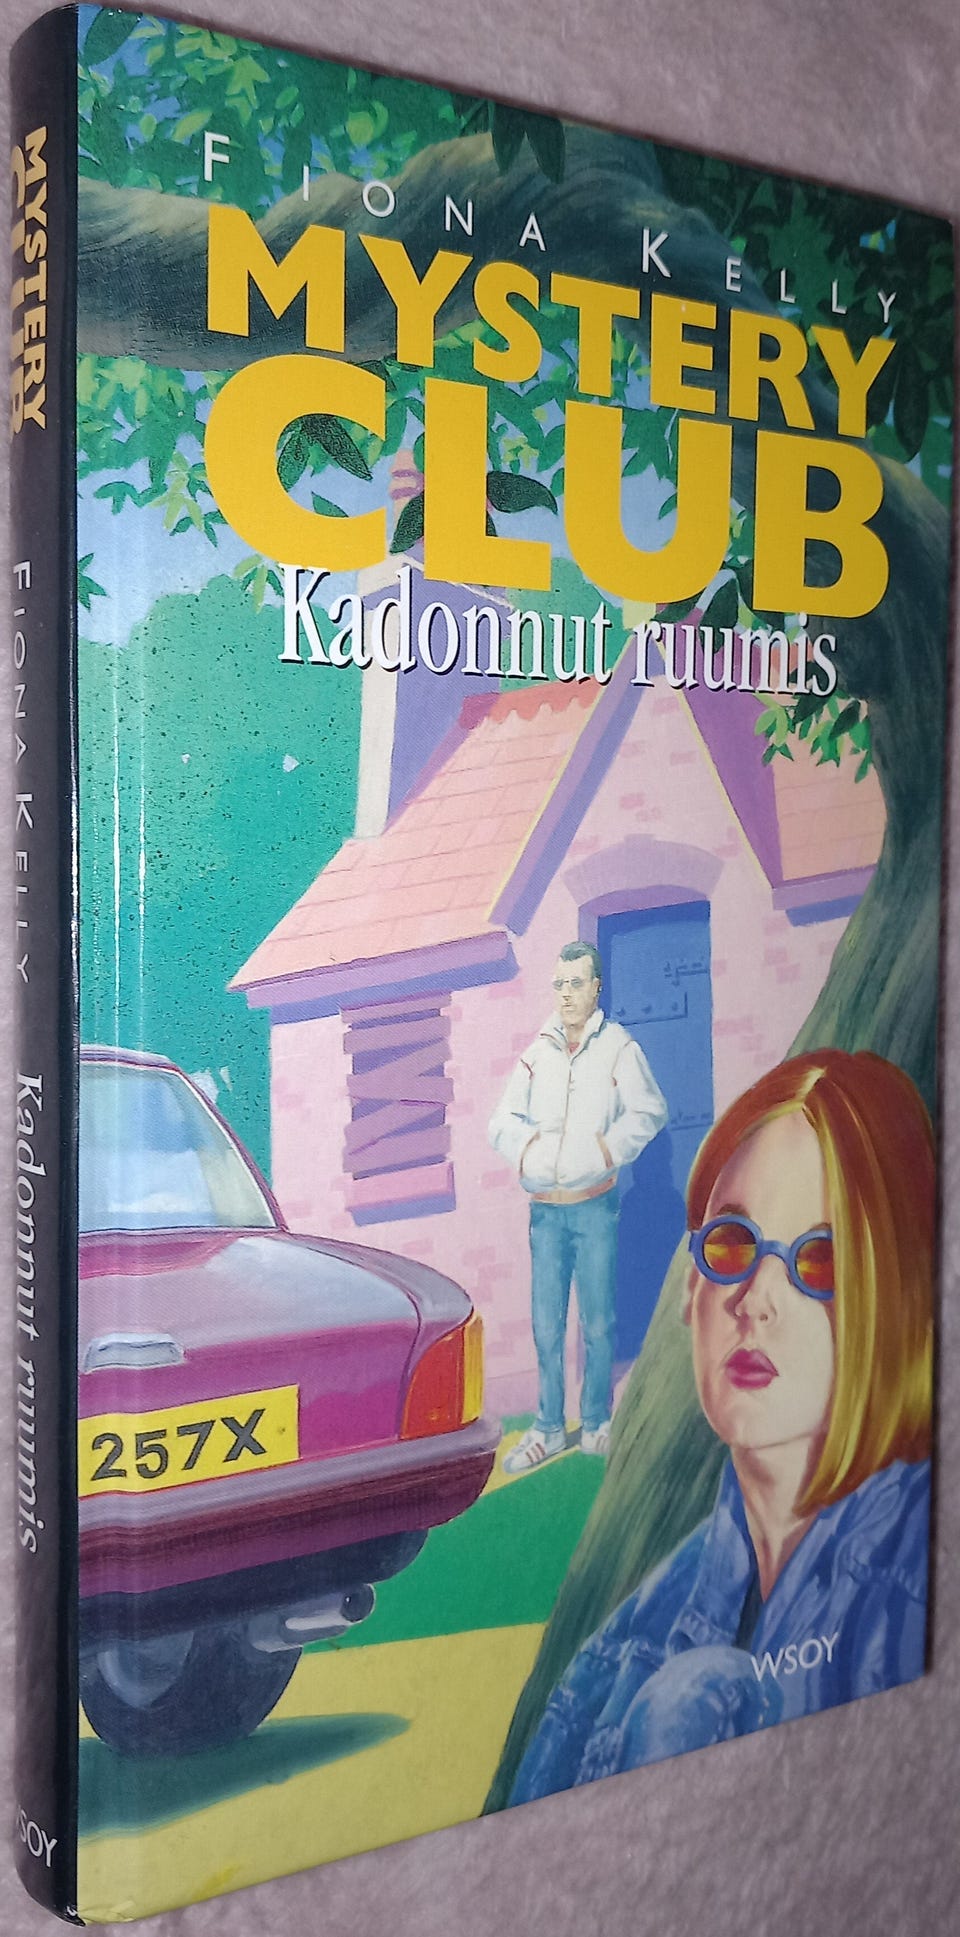 FIONA KELLY
MYSTERY
CLUB
Kadonnut ruumis
257X
WSOY
MYSTERY
CLUB
FIONA KELLY
Kadonnut ruumis
WSOY